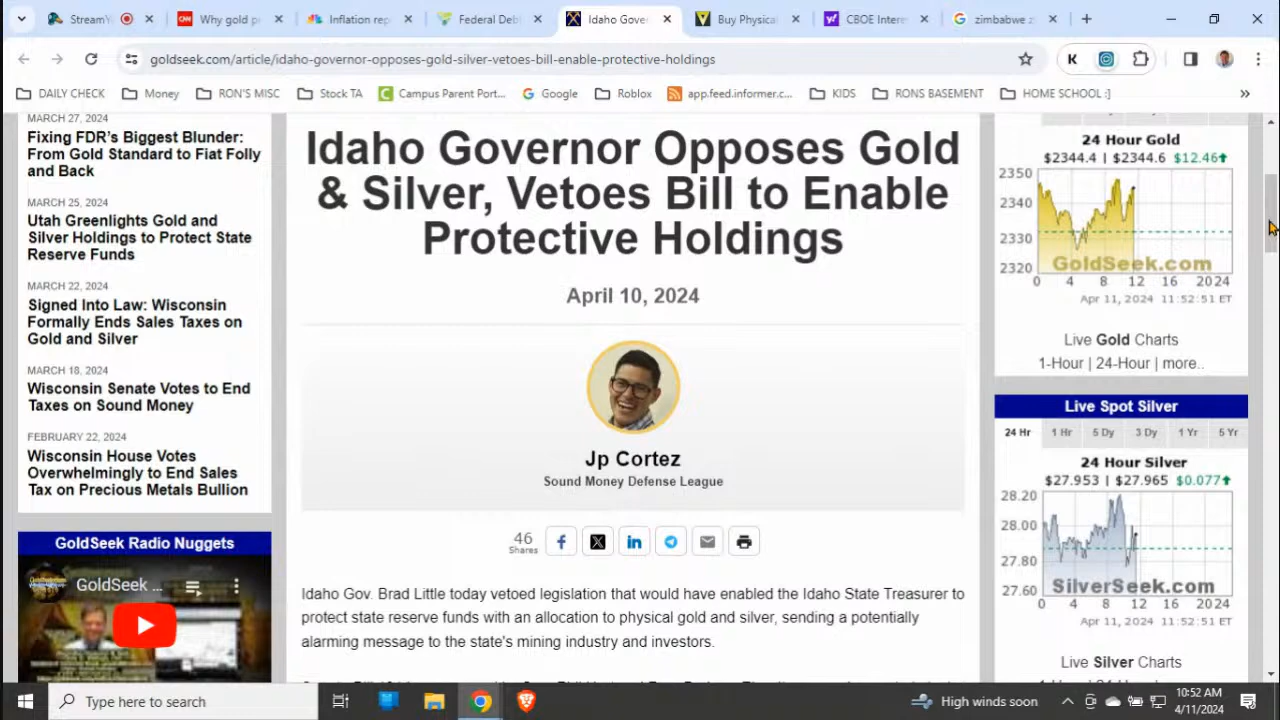 StreamY
Why gold pr
Inflation rep
Federal Deb
Idaho Gove
Buy Physica
CBOE Intere
zimbabwe z
goldseek.com/article/idaho-governor-opposes-gold-silver-vetoes-bill-enable-protective-holdings
K
DAILY CHECK
Money
RON'S MISC
Stock TA
Campus Parent Port...
Google
Roblox
app.feed.informer.c...
KIDS
RONS BASEMENT
HOME SCHOOL :]
MARCH 27, 2024
Fixing FDR's Biggest Blunder:
From Gold Standard to Fiat Folly
and Back
MARCH 25, 2024
Utah Greenlights Gold and
Silver Holdings to Protect State
Reserve Funds
MARCH 22, 2024
Signed Into Law: Wisconsin
Formally Ends Sales Taxes on
Gold and Silver
MARCH 18, 2024
Wisconsin Senate Votes to End
Taxes on Sound Money
FEBRUARY 22, 2024
Wisconsin House Votes
Overwhelmingly to End Sales
Tax on Precious Metals Bullion
GoldSeek Radio Nuggets
GoldSeek ...
Idaho Governor Opposes Gold
& Silver, Vetoes Bill to Enable
Protective Holdings
April 10, 2024
Jp Cortez
Sound Money Defense League
46
Shares
Idaho Gov. Brad Little today vetoed legislation that would have enabled the Idaho State Treasurer to
protect state reserve funds with an allocation to physical gold and silver, sending a potentially
alarming message to the state's mining industry and investors.
24 Hour Gold
$2344.4 | $2344.6 $12.46
2350
2340
2330
2320
GoldSeek.com
0 4 8 12 16 20 24
Apr 11, 2024 11:52:51 ET
Live Gold Charts
1-Hour | 24-Hour | more..
Live Spot Silver
24 Hr 1 Hr 5 Dy 3 Dy 1 Yr 5 Yr
24 Hour Silver
$27.953 | $27.965 $0.077
28.20
28.00
27.80
27.60
SilverSeek.com
0 4 8 12 16 20 24
Apr 11, 2024 11:52:51 ET
Live Silver Charts
Type here to search
High winds soon
10:52 AM
4/11/2024